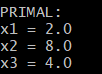 PRIMAL:
x1 = 2.0
x2 = 8.0
x3 = 4.0